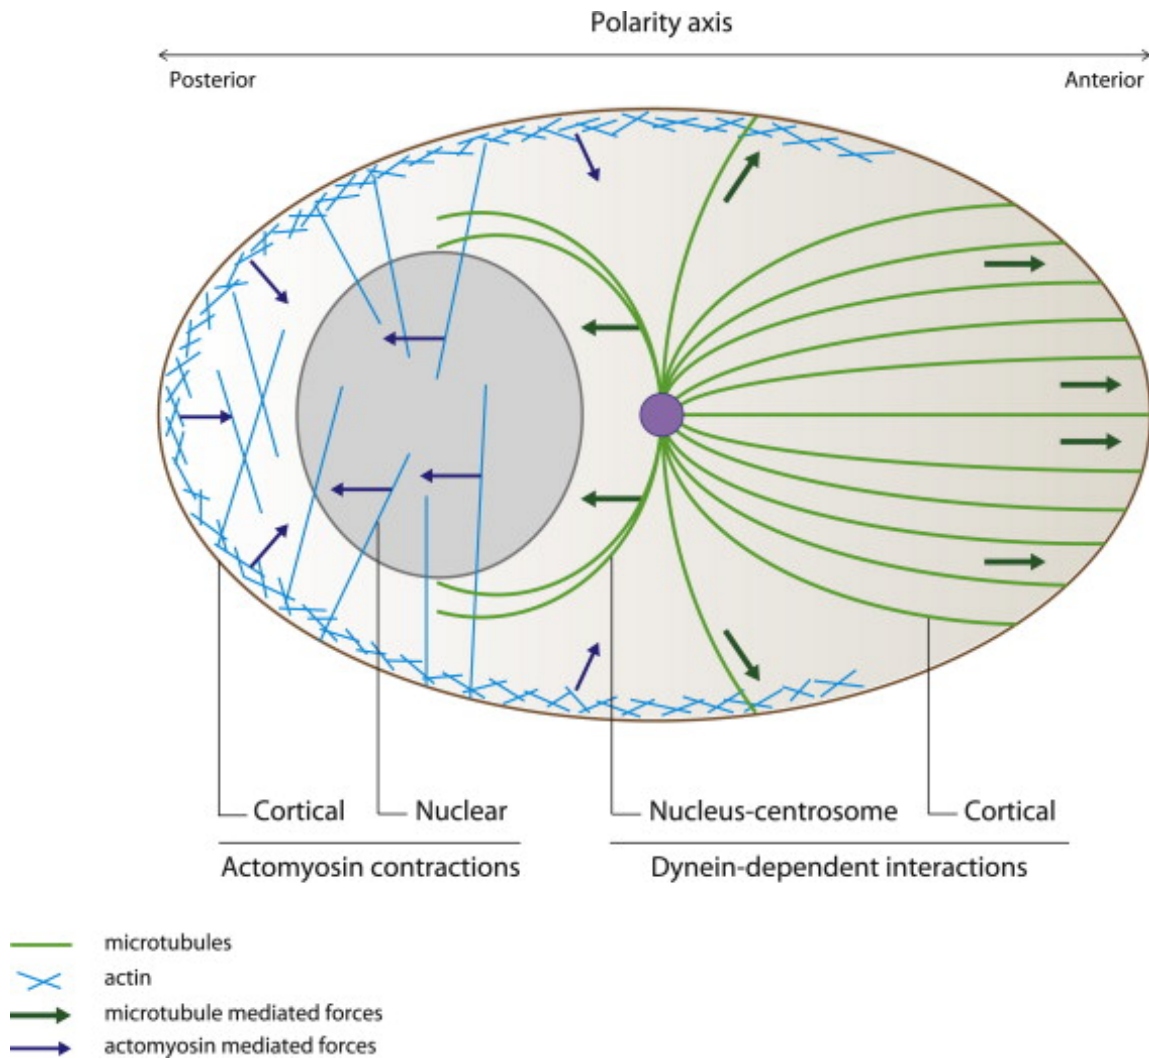 Polarity axis
Posterior
Anterior
Cortical
Nuclear
Nucleus-centrosome
Cortical
Actomyosin contractions
Dynein-dependent interactions
microtubules
actin
microtubule mediated forces
actomyosin mediated forces